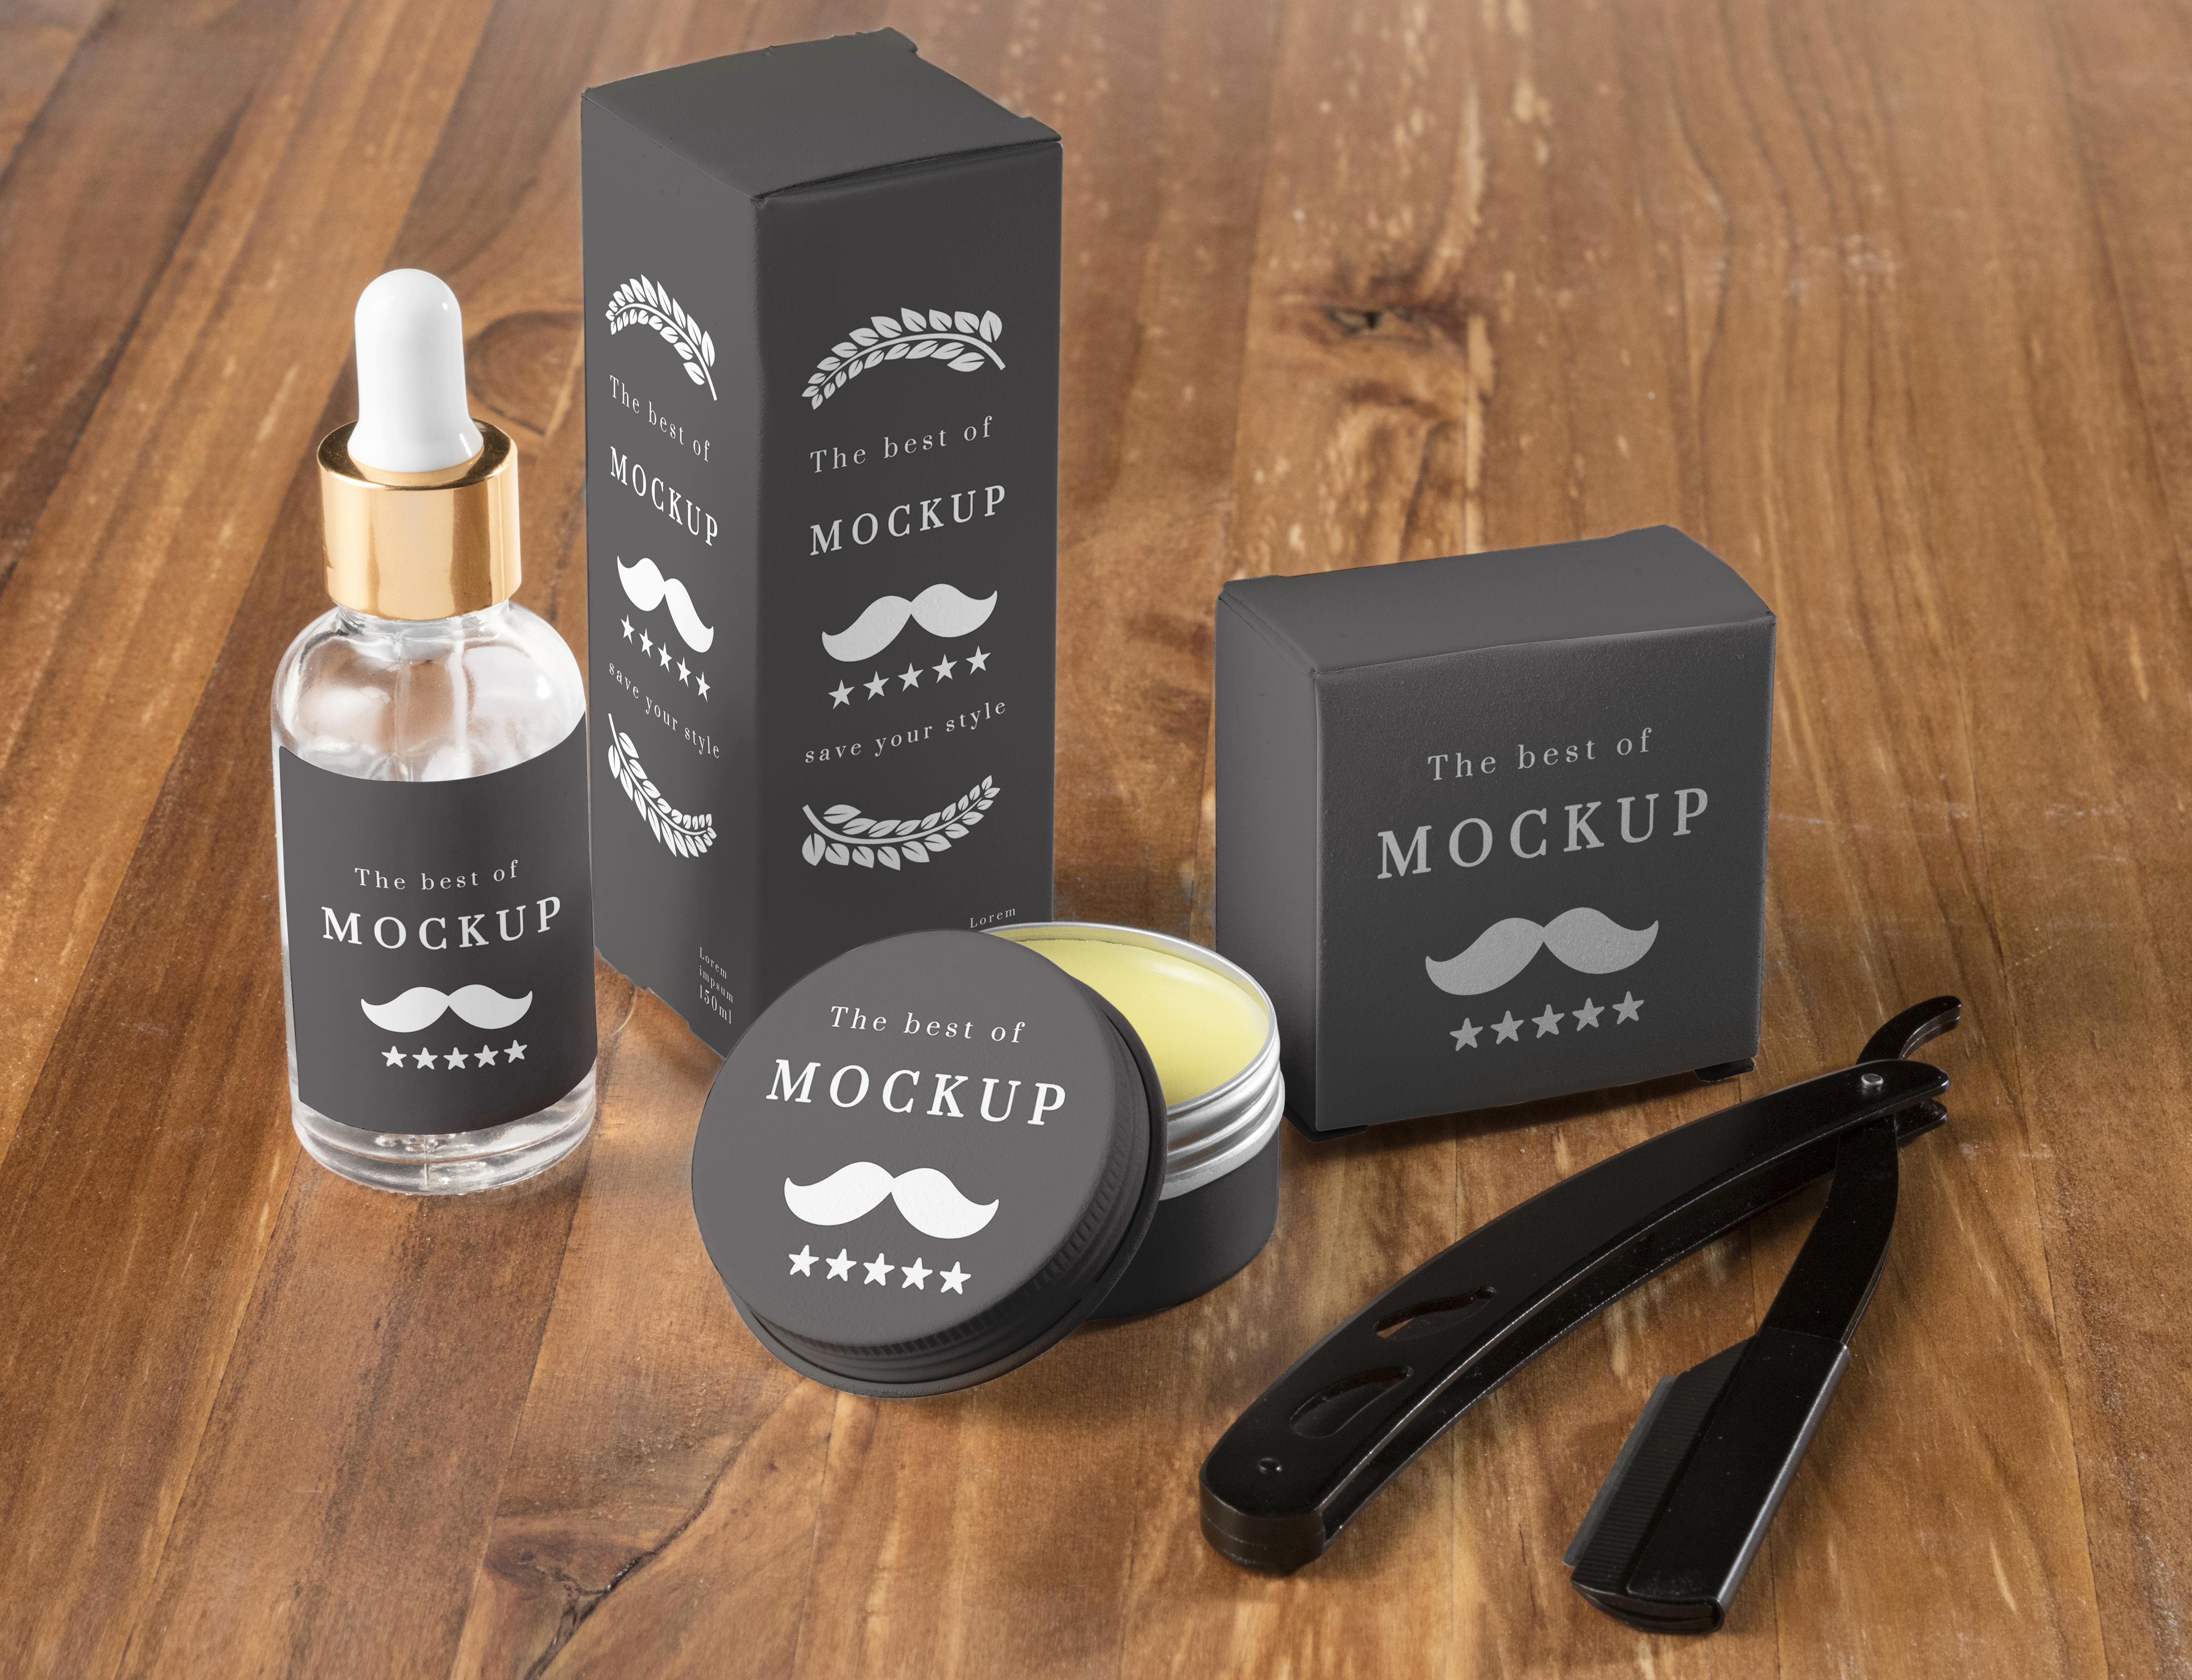 The best of
MOCKUP
save your style
Lorem
impsum
150ml
The best of
MOCKUP
save your style
Lorem
The best of
MOCKUP
The best of
MOCKUP
The best of
MOCKUP